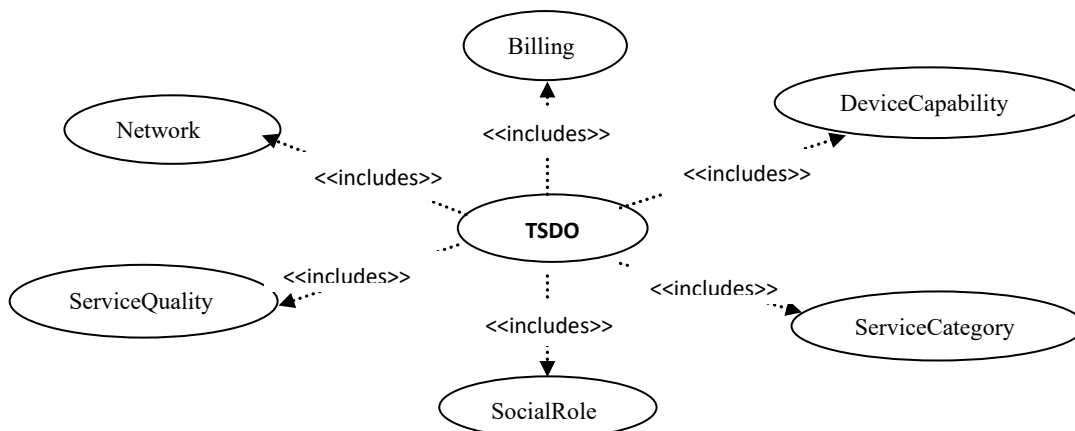 Billing
DeviceCapability
Network
<<includes>>
<<includes>>
<<includes>>
TSDO
<<includes>>
<<includes>>
ServiceQuality
<<includes>>
ServiceCategory
SocialRole